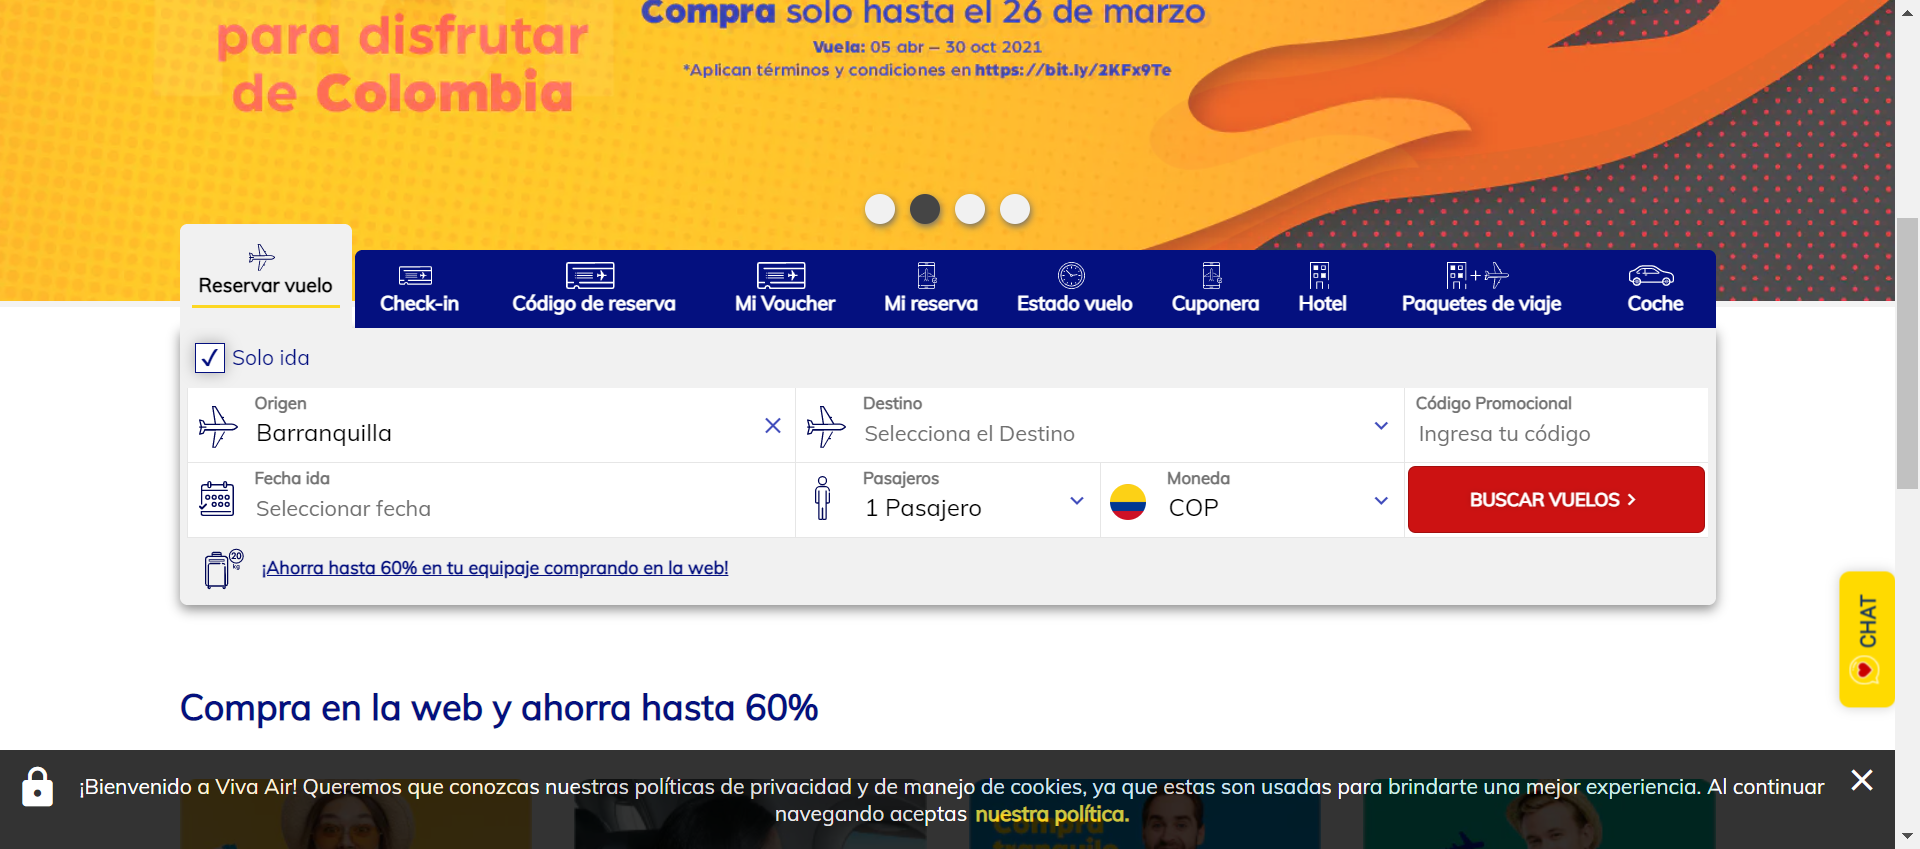 para disfrutar
de Colombia
Compra solo hasta el 26 de marzo
Vuela: 05 abr – 30 oct 2021
*Aplican términos y condiciones en https://bit.ly/2KFx9Te
Reservar vuelo
Check-in
Código de reserva
Mi Voucher
Mi reserva
Estado vuelo
Cuponera
Hotel
Paquetes de viaje
Coche
Solo ida
Origen
Barranquilla
Destino
Selecciona el Destino
Código Promocional
Ingresa tu código
Fecha ida
Seleccionar fecha
Pasajeros
1 Pasajero
Moneda
COP
BUSCAR VUELOS
20
kg
¡Ahorra hasta 60% en tu equipaje comprando en la web!
CHAT
Compra en la web y ahorra hasta 60%
¡Bienvenido a Viva Air! Queremos que conozcas nuestras políticas de privacidad y de manejo de cookies, ya que estas son usadas para brindarte una mejor experiencia. Al continuar
navegando aceptas nuestra política.
Compra
tranquilo